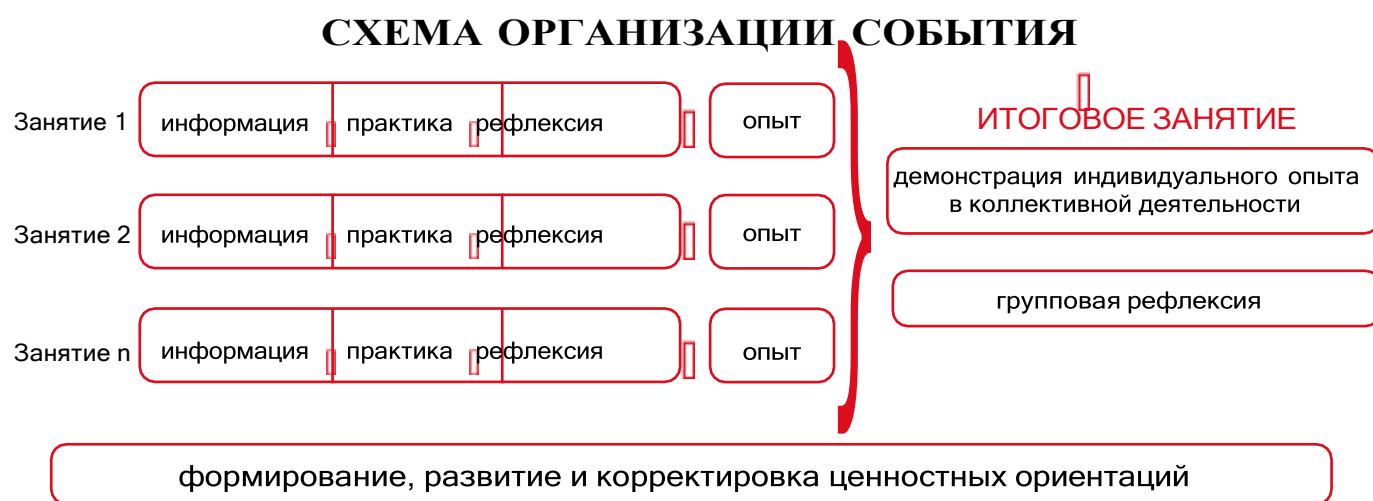 СХЕМА ОРГАНИЗАЦИИ СОБЫТИЯ
Занятие 1 информация практика рефлексия опыт
Занятие 2 информация практика рефлексия опыт
Занятие n информация практика рефлексия опыт
ИТОГОВОЕ ЗАНЯТИЕ
демонстрация индивидуального опыта
в коллективной деятельности
групповая рефлексия
формирование, развитие и корректировка ценностных ориентаций